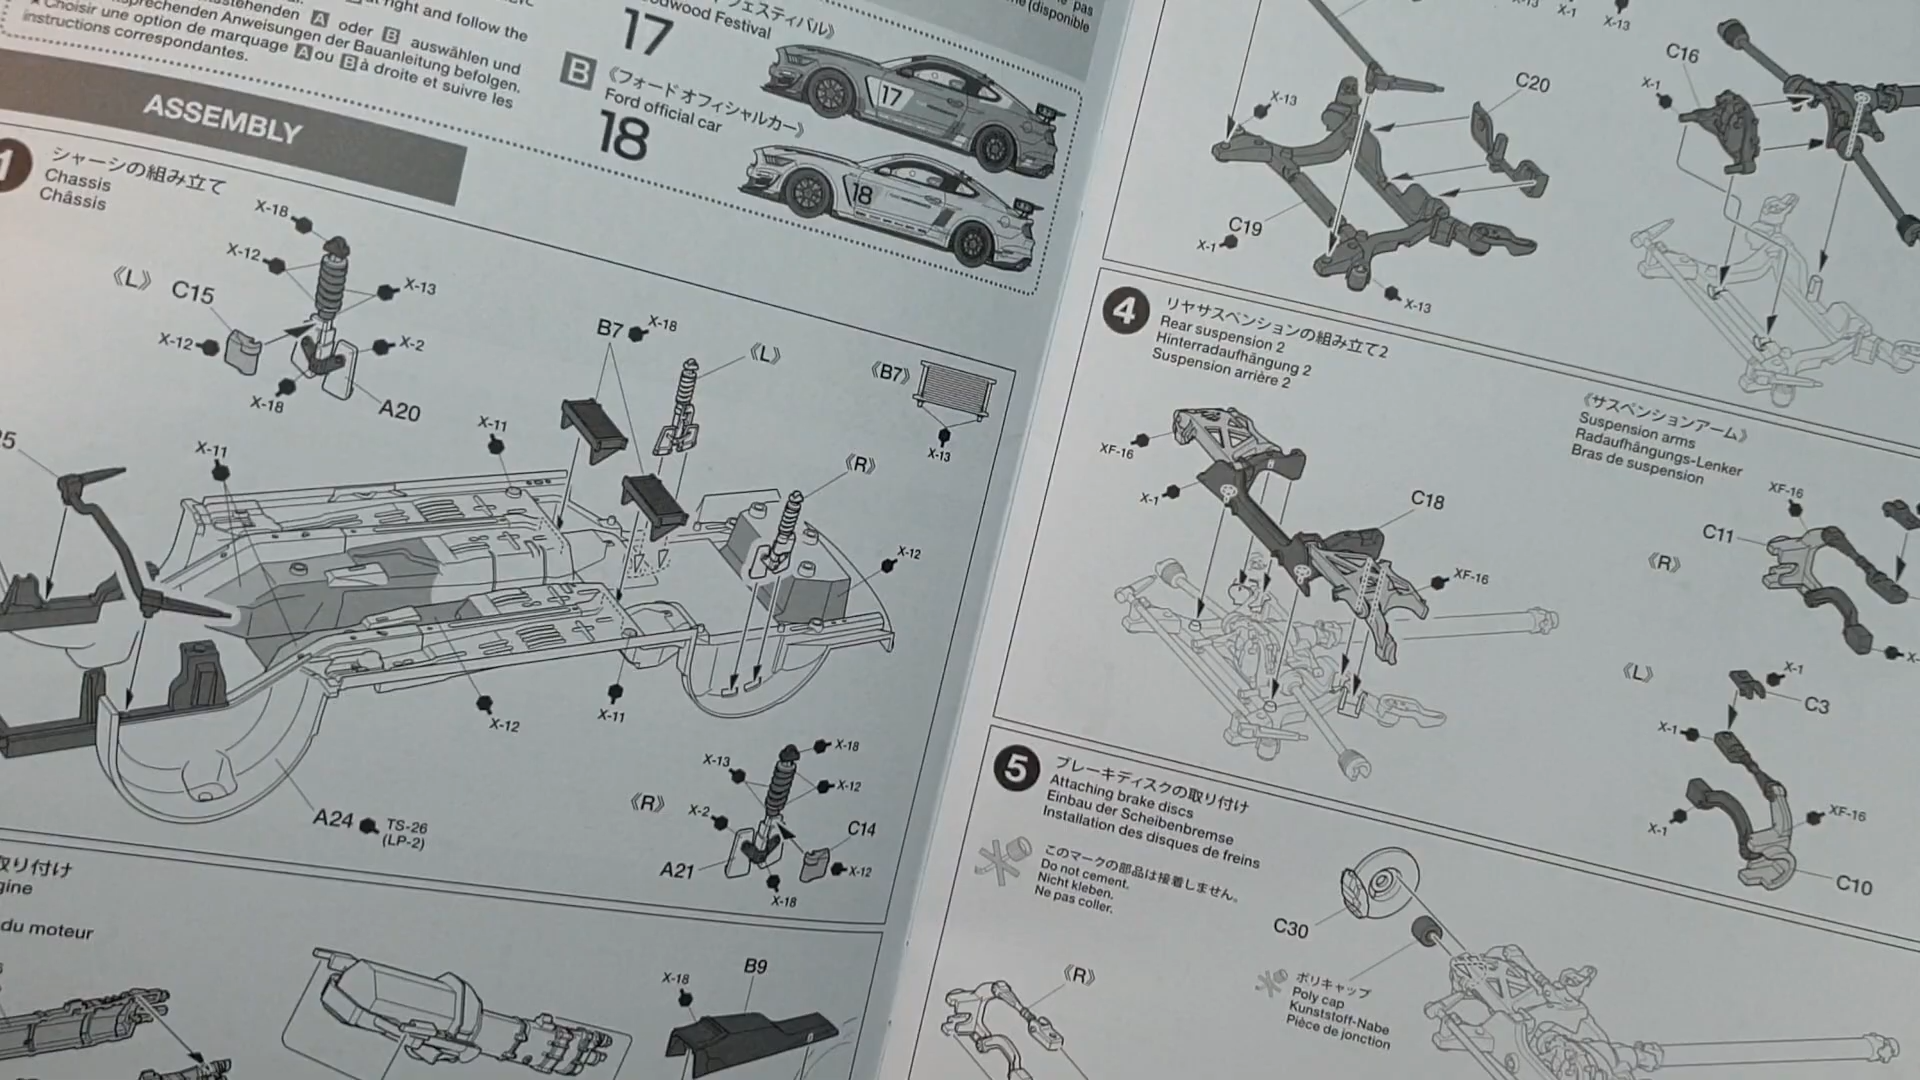 right and follow the
stehenden A oder B auswählen und
sprechenden Anweisungen der Bauanleitung befolgen.
★Choisir une option de marquage A ou B à droite et suivre les
instructions correspondantes.
フェスティバル》
17
odwood Festival
17
B
《フォード オフィシャルカー》
Ford official car
18
18
ASSEMBLY
1
シャーシの組み立て
Chassis
Châssis
X-18
X-12
X-13
《L》
C15
X-12
X-2
X-18
A20
B7
X-18
《L》
《B7》
X-13
X-11
X-11
《R》
X-12
X-12
X-11
A24
TS-26
(LP-2)
X-18
X-13
X-12
《R》
X-2
C14
A21
X-12
X-18
取り付け
gine
du moteur
X-18
B9
pas
(disponible
X-13
X-1
X-13
X-13
C20
C19
X-1
X-13
C16
X-1
4
リヤサスペンションの組み立て2
Rear suspension 2
Hinterradaufhängung 2
Suspension arrière 2
XF-16
X-1
C18
XF-16
《サスペンションアーム》
Suspension arms
Radaufhängungs-Lenker
Bras de suspension
XF-16
C11
《R》
《L》
X-1
C3
X-1
XF-16
X-1
C10
5
ブレーキディスクの取り付け
Attaching brake discs
Einbau der Scheibenbremse
Installation des disques de freins
このマークの部品は接着しません。
Do not cement.
Nicht kleben.
Ne pas coller.
C30
《R》
ポリキャップ
Poly cap
Kunststoff-Nabe
Pièce de jonction